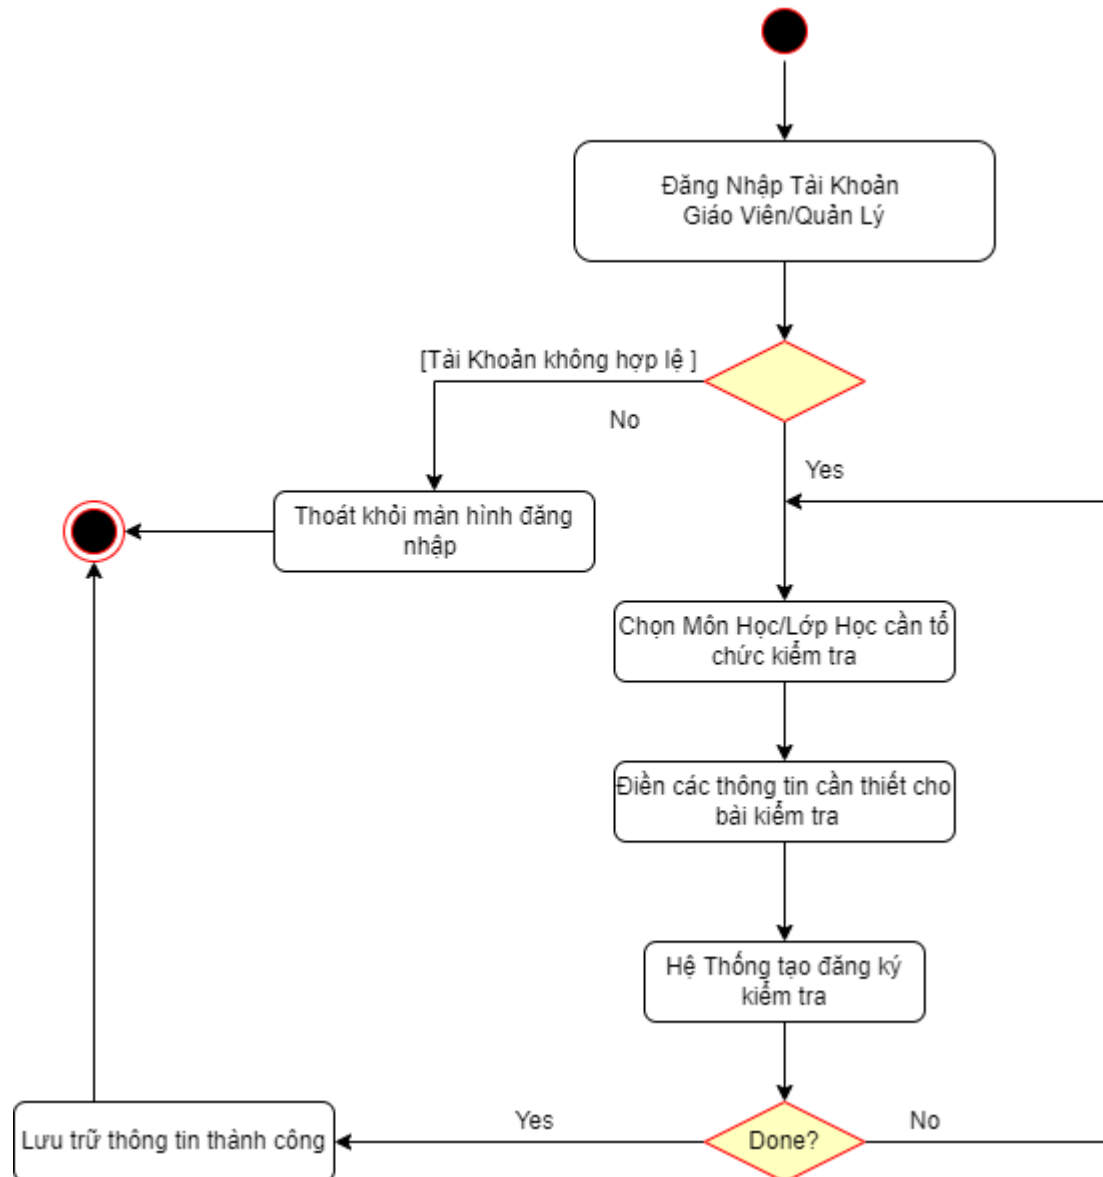 Đăng Nhập Tài Khoản
Giáo Viên/Quản Lý
[Tài Khoản không hợp lệ ]
No
Yes
Thoát khỏi màn hình đăng
nhập
Chọn Môn Học/Lớp Học cần tổ
chức kiểm tra
Điền các thông tin cần thiết cho
bài kiểm tra
Hệ Thống tạo đăng ký
kiểm tra
Yes
No
Lưu trữ thông tin thành công
Done?